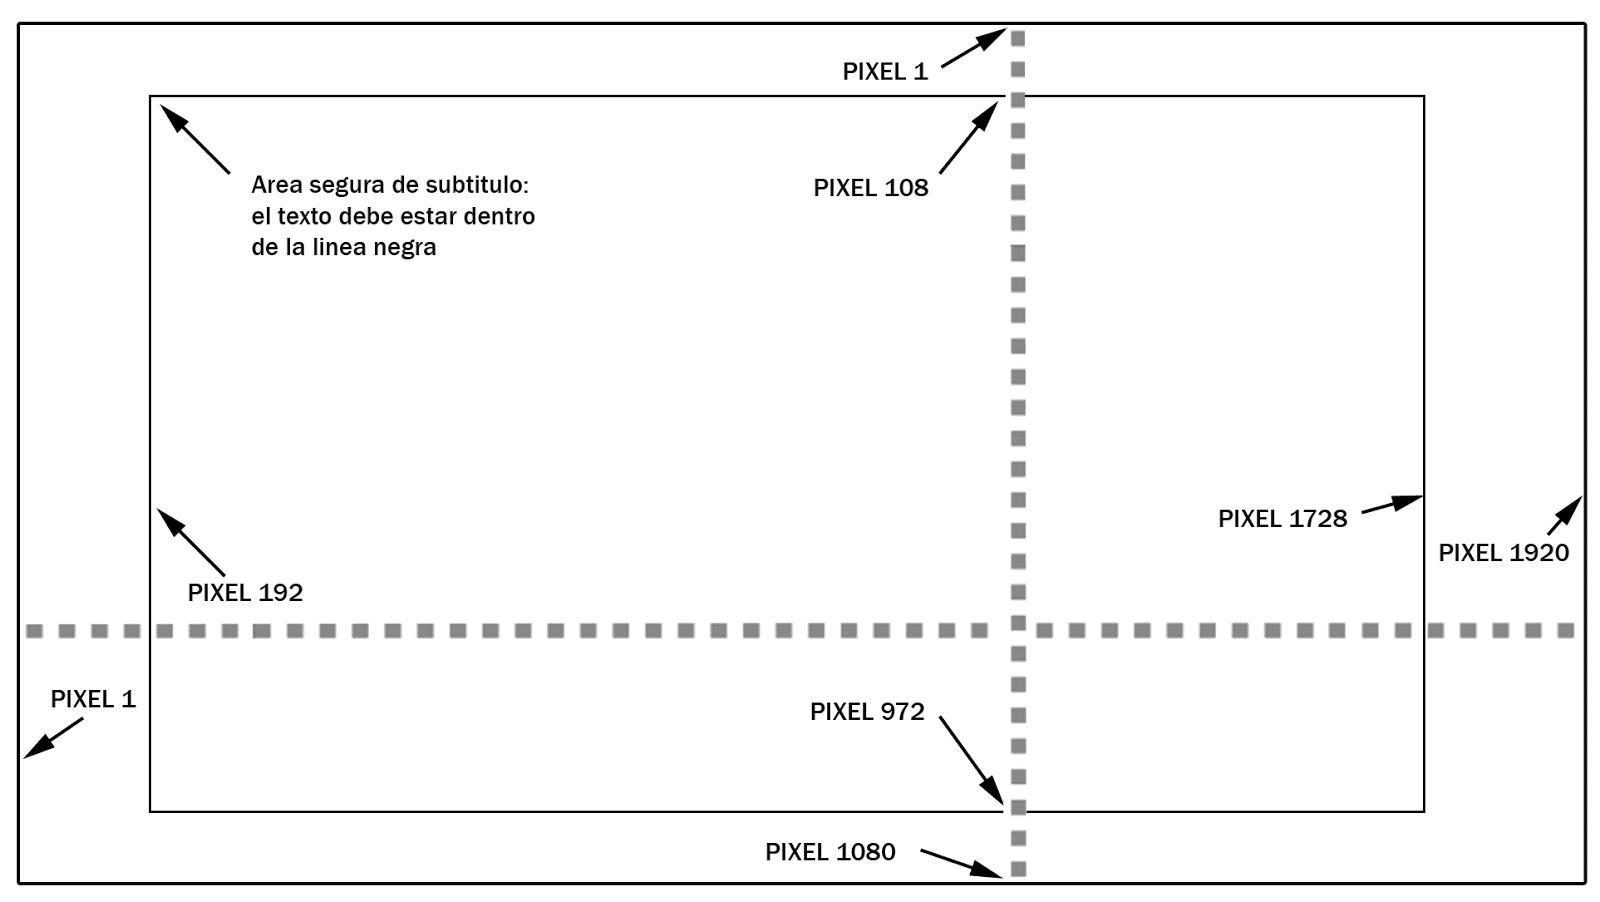 PIXEL 1
PIXEL 108
Area segura de subtitulo:
el texto debe estar dentro
de la linea negra
PIXEL 1728
PIXEL 1920
PIXEL 192
PIXEL 1
PIXEL 972
PIXEL 1080